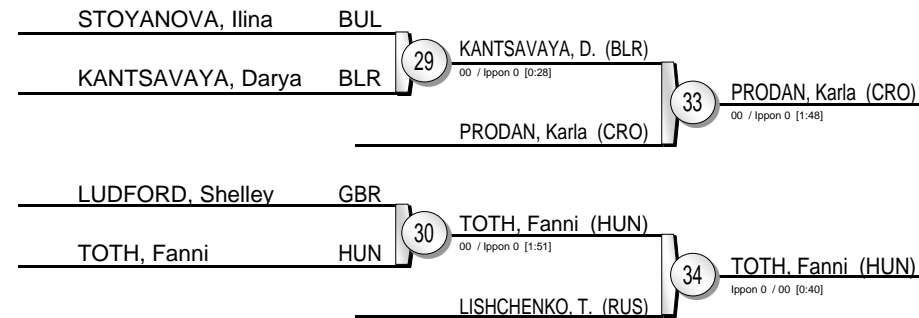 STOYANOVA, Ilina BUL
KANTSAVAYA, Darya BLR
29
KANTSAVAYA, D. (BLR)
00 / Ippon 0 [0:28]
PRODAN, Karla (CRO)
33
PRODAN, Karla (CRO)
00 / Ippon 0 [1:48]
LUDFORD, Shelley GBR
TOTH, Fanni HUN
30
TOTH, Fanni (HUN)
00 / Ippon 0 [1:51]
LISHCHENKO, T. (RUS)
34
TOTH, Fanni (HUN)
Ippon 0 / 00 [0:40]